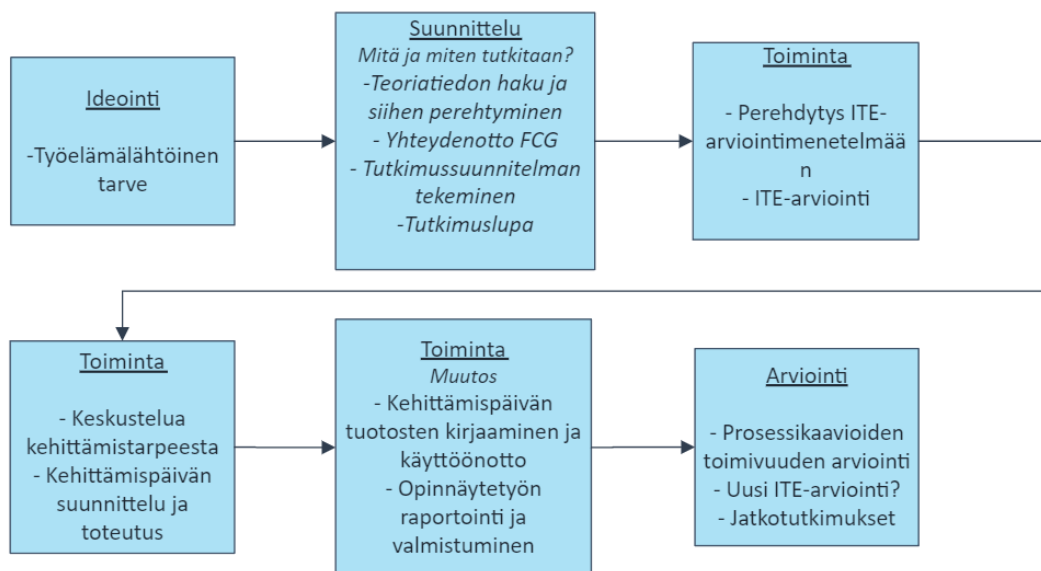 Ideointi
-Työelämälähtöinen
tarve
Suunnittelu
Mitä ja miten tutkitaan?
-Teoriatiedon haku ja
siihen perehtyminen
- Yhteydenotto FCG
- Tutkimussuunnitelman
tekeminen
-Tutkimuslupa
Toiminta
- Perehdytys ITE-
arviointimenetelmää
n
- ITE-arviointi
Toiminta
- Keskustelua
kehittämistarpeesta
- Kehittämispäivän
suunnittelu ja
toteutus
Toiminta
Muutos
- Kehittämispäivän
tuotosten kirjaaminen ja
käyttöönotto
- Opinnäytetyön
raportointi ja
valmistuminen
Arviointi
- Prosessikaavioiden
toimivuuden arviointi
- Uusi ITE-arviointi?
- Jatkotutkimukset